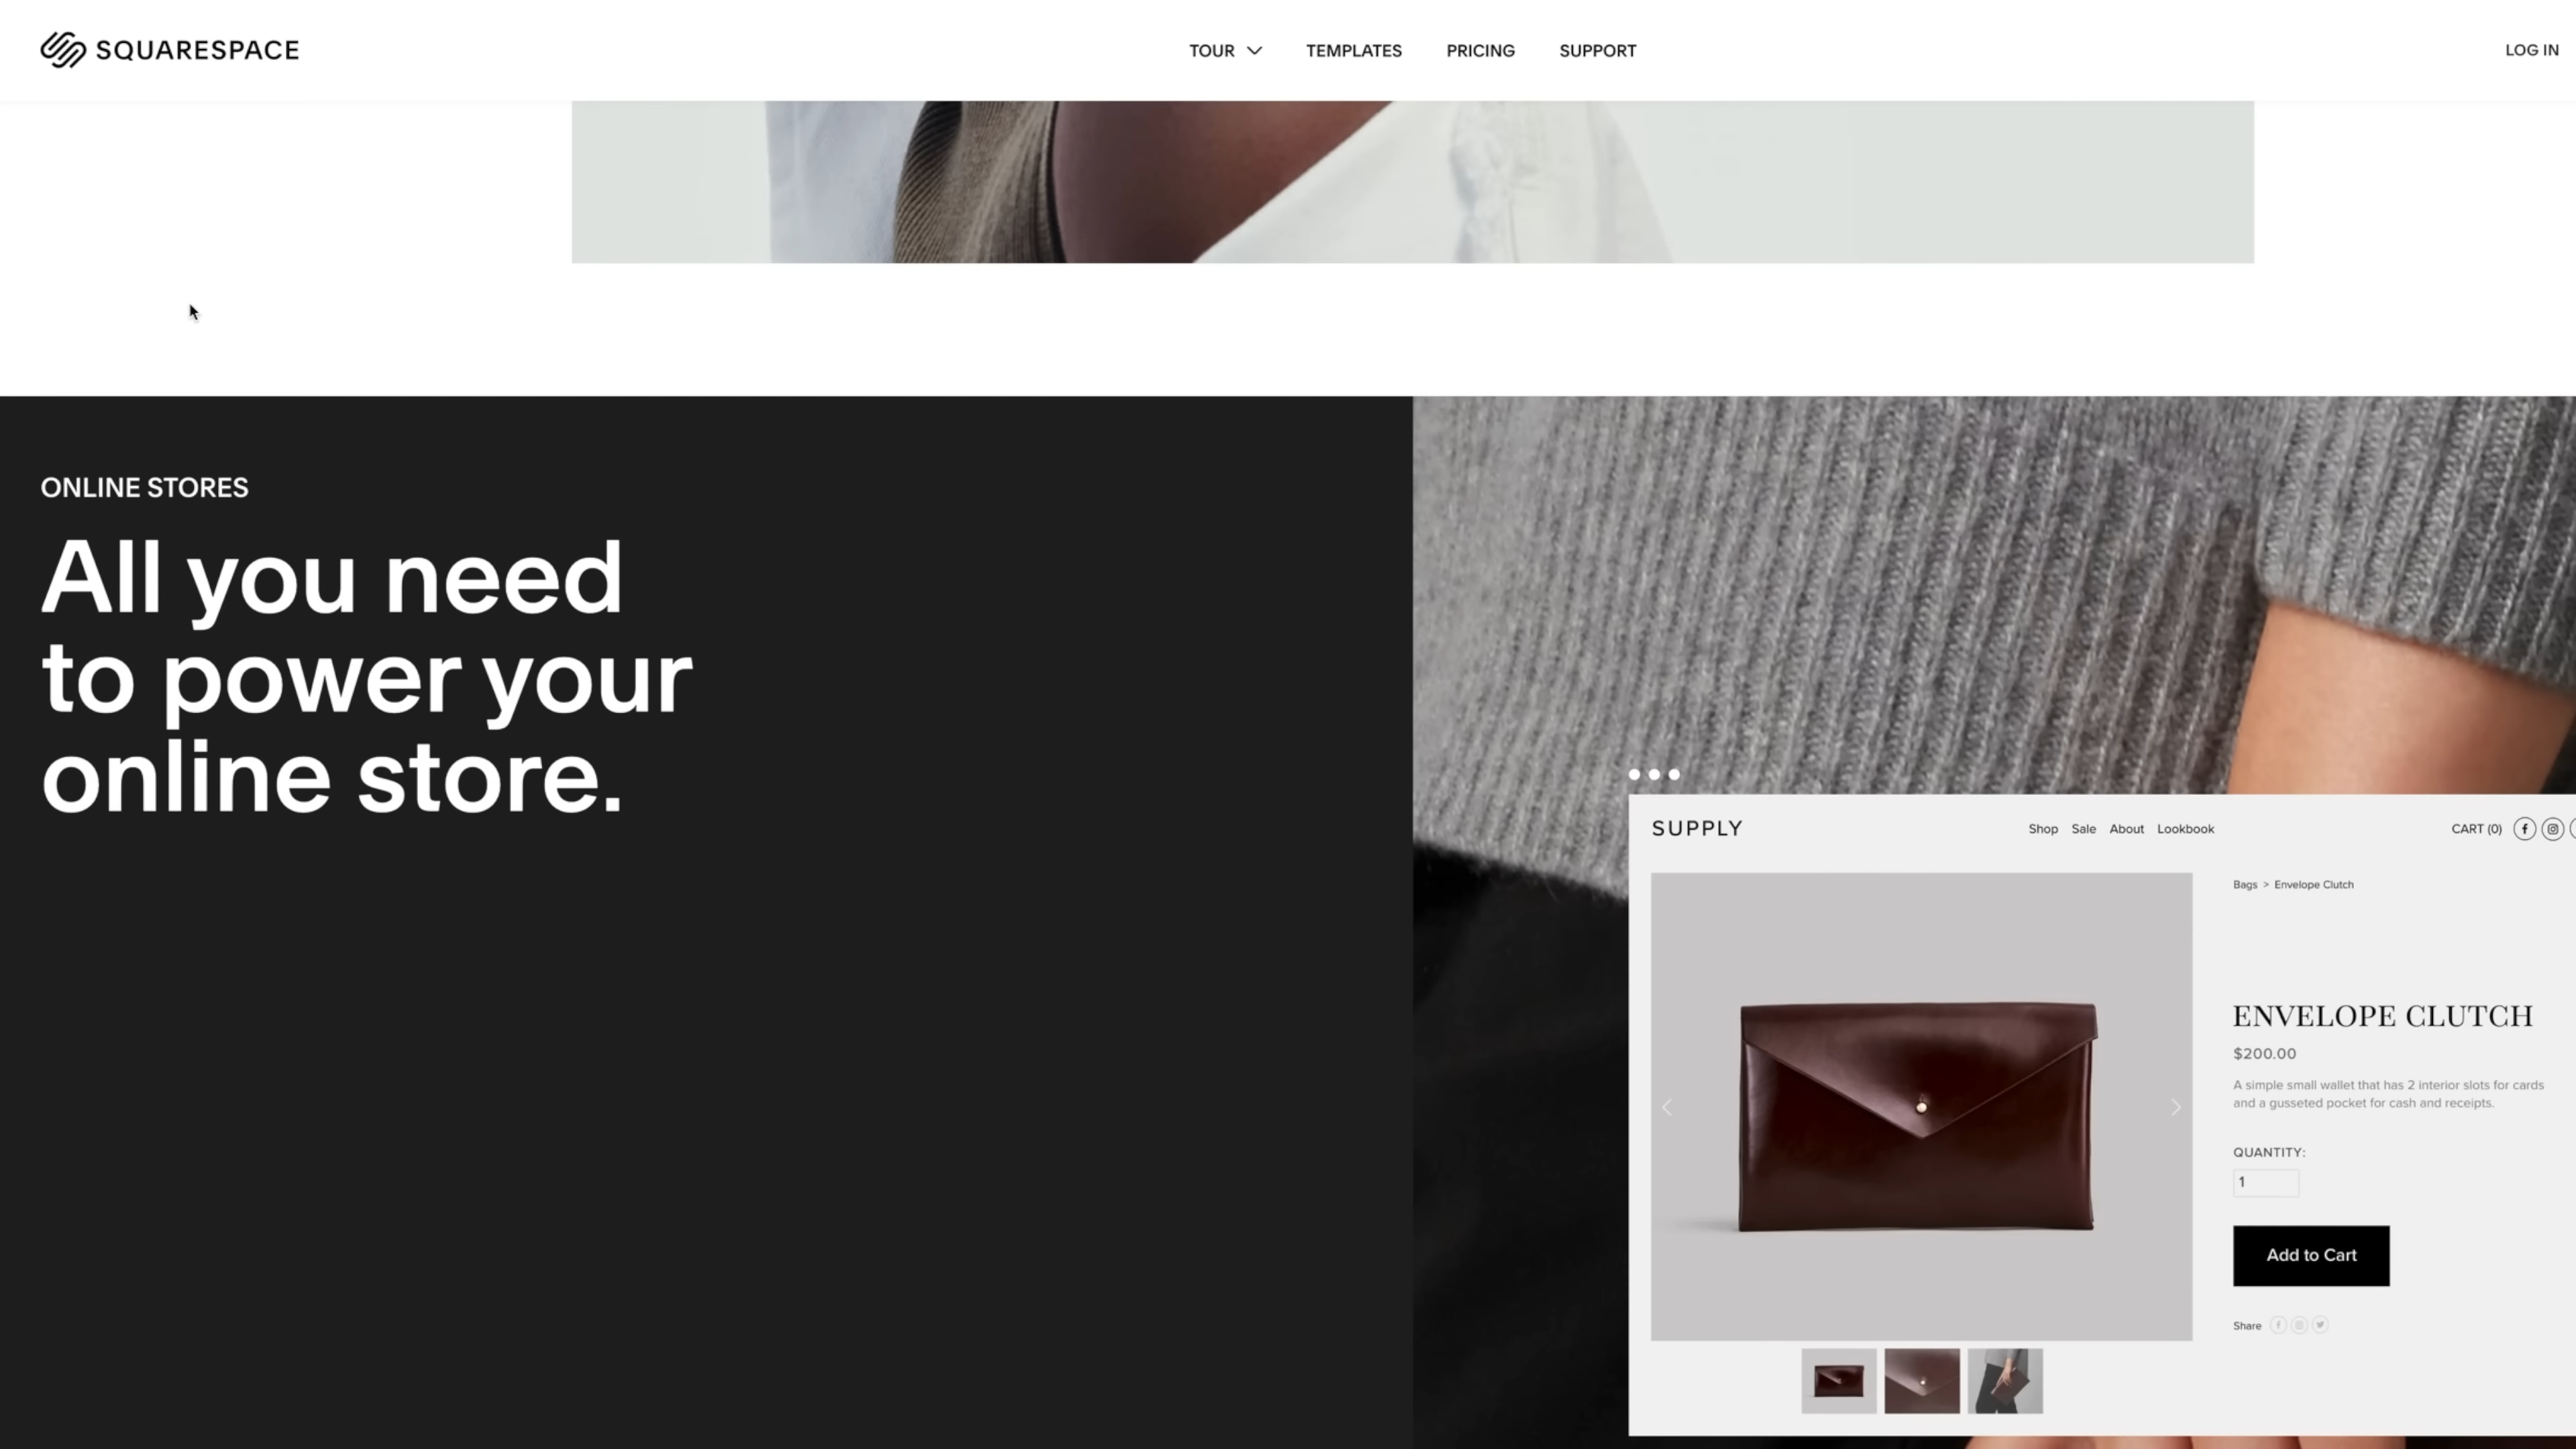 SQUARESPACE
TOUR
TEMPLATES
PRICING
SUPPORT
LOG IN
ONLINE STORES
All you need
to power your
online store.
SUPPLY
Shop
Sale
About
Lookbook
CART (0)
Bags > Envelope Clutch
ENVELOPE CLUTCH
$200.00
A simple small wallet that has 2 interior slots for cards
and a gusseted pocket for cash and receipts.
QUANTITY:
1
Add to Cart
Share